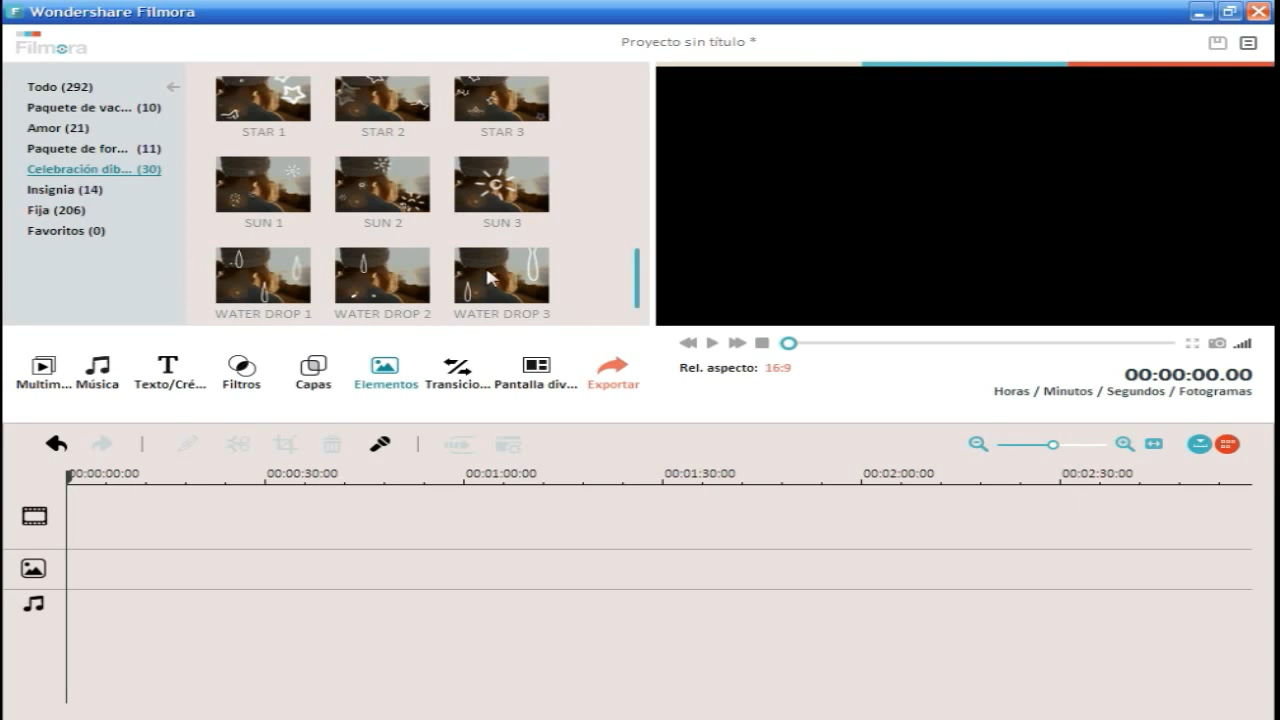 Wondershare Filmora
Filmora
Proyecto sin título *
Todo (292)
Paquete de vac... (10)
Amor (21)
Paquete de for... (11)
Celebración dib... (30)
Insignia (14)
Fija (206)
Favoritos (0)
STAR 1
STAR 2
STAR 3
SUN 1
SUN 2
SUN 3
WATER DROP 1
WATER DROP 2
WATER DROP 3
Multim...
Música
Texto/Cré...
Filtros
Capas
Elementos
Transicio...
Pantalla div...
Exportar
Rel. aspecto: 16:9
00:00:00.00
Horas / Minutos / Segundos / Fotogramas
00:00:00:00
00:00:30:00
00:01:00:00
00:01:30:00
00:02:00:00
00:02:30:00